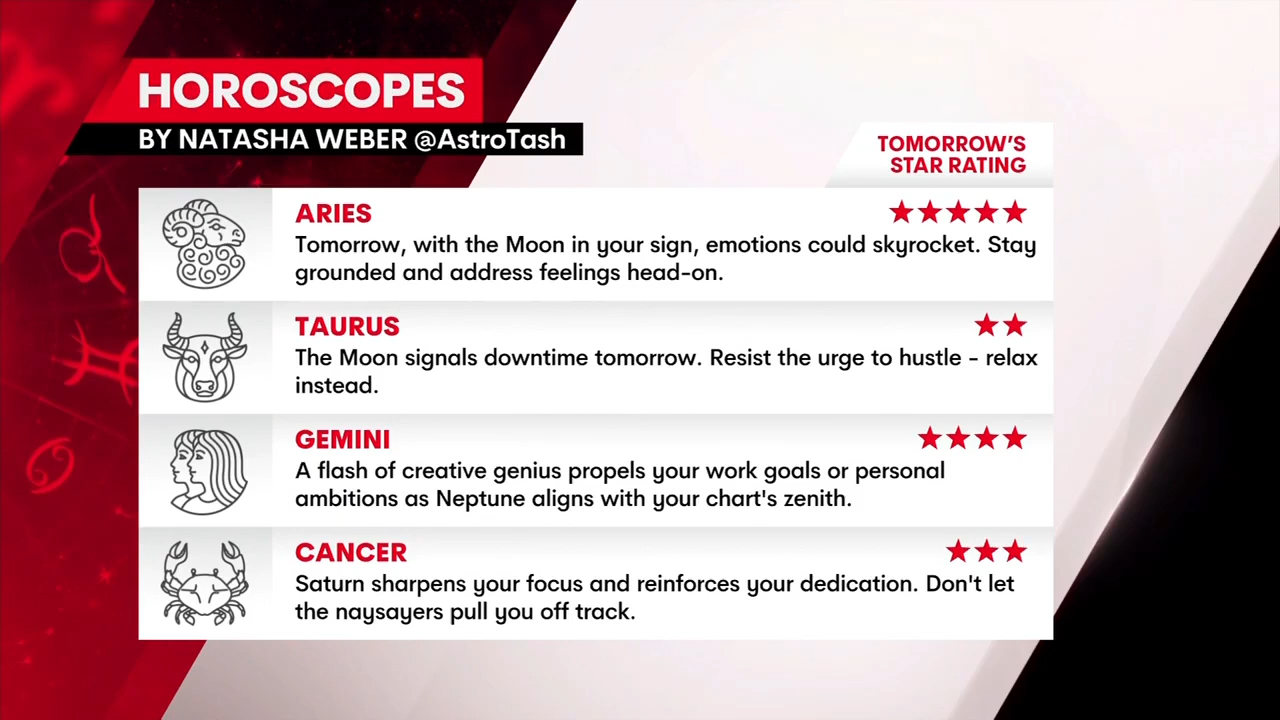 HOROSCOPES
BY NATASHA WEBER @AstroTash
TOMORROW'S
STAR RATING
ARIES
Tomorrow, with the Moon in your sign, emotions could skyrocket. Stay
grounded and address feelings head-on.
TAURUS
The Moon signals downtime tomorrow. Resist the urge to hustle - relax
instead.
GEMINI
A flash of creative genius propels your work goals or personal
ambitions as Neptune aligns with your chart's zenith.
CANCER
Saturn sharpens your focus and reinforces your dedication. Don't let
the naysayers pull you off track.